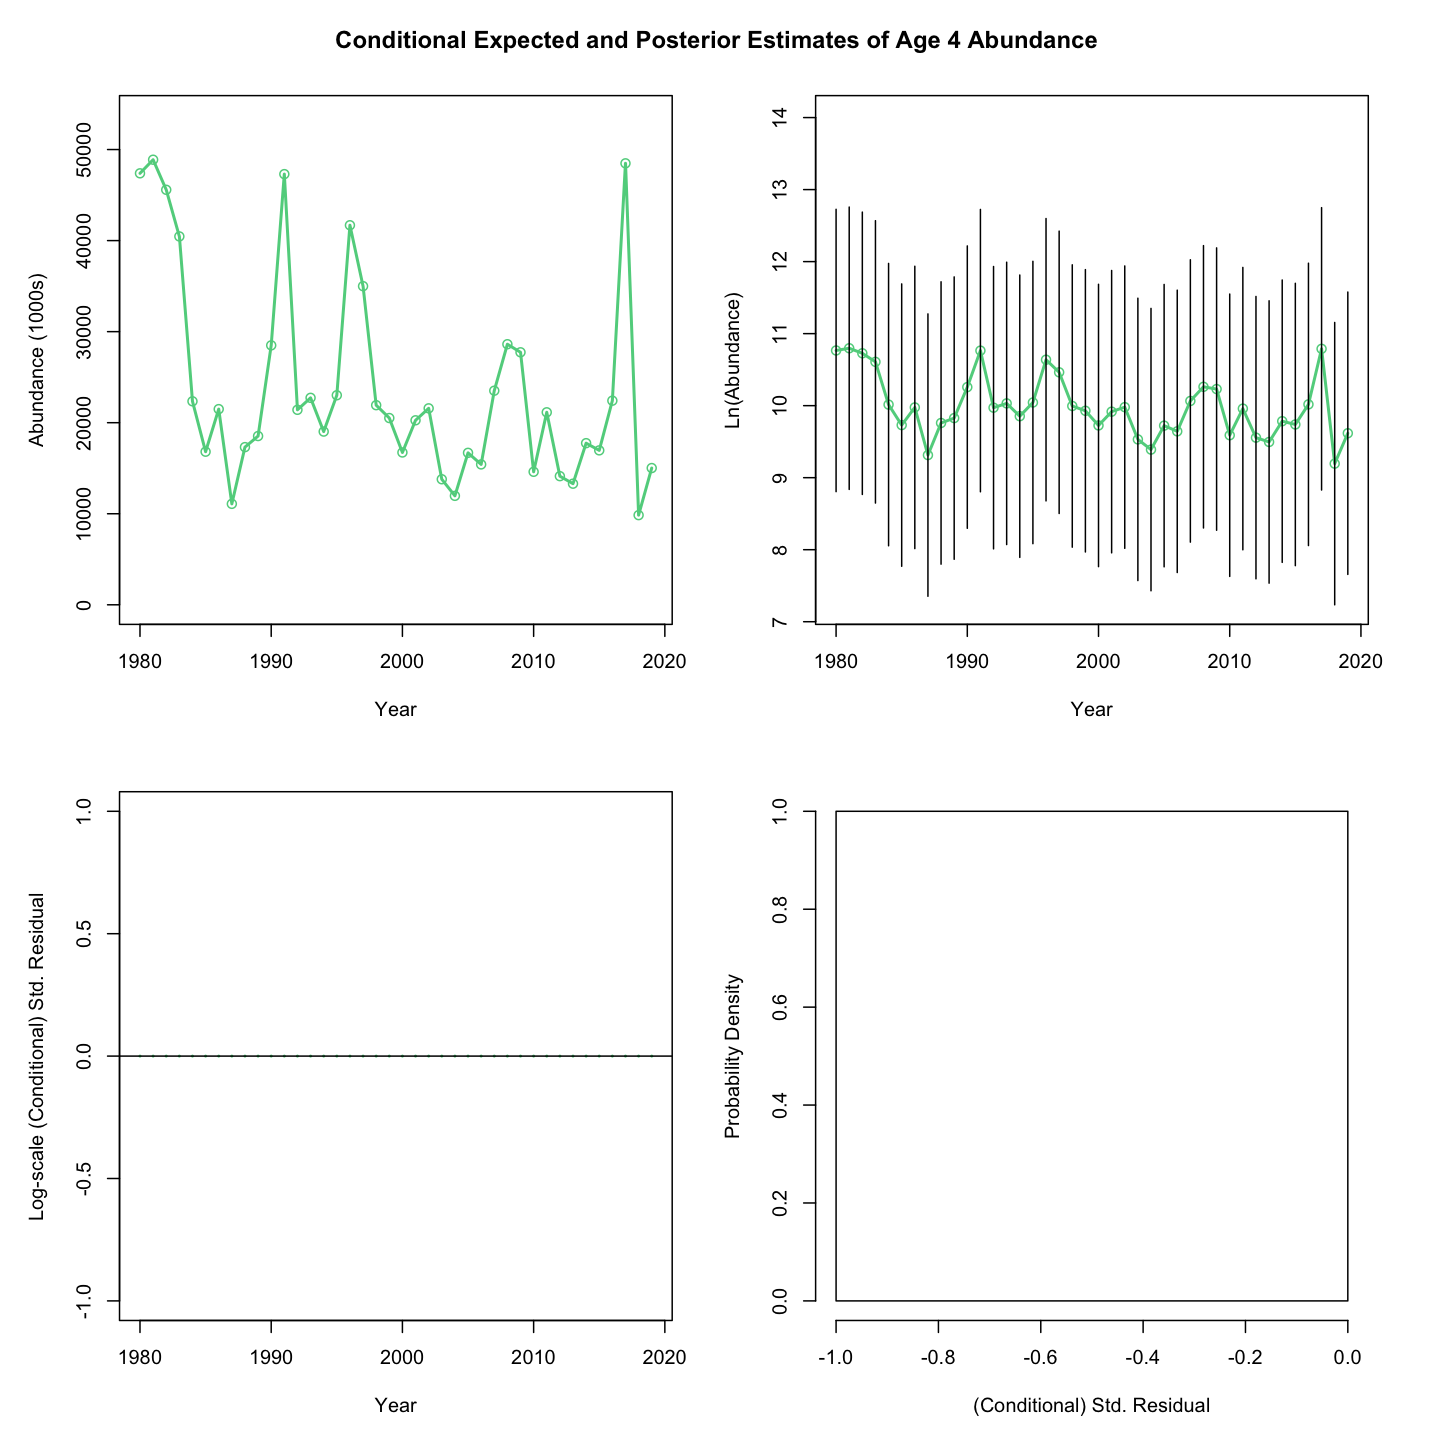 Conditional Expected and Posterior Estimates of Age 4 Abundance
Abundance (1000s)
50000
40000
30000
20000
10000
0
1980 1990 2000 2010 2020
Year
Ln(Abundance)
14
13
12
11
10
9
8
7
1980 1990 2000 2010 2020
Year
Log-scale (Conditional) Std. Residual
1.0
0.5
0.0
-0.5
-1.0
1980 1990 2000 2010 2020
Year
Probability Density
1.0
0.8
0.6
0.4
0.2
0.0
-1.0 -0.8 -0.6 -0.4 -0.2 0.0
(Conditional) Std. Residual